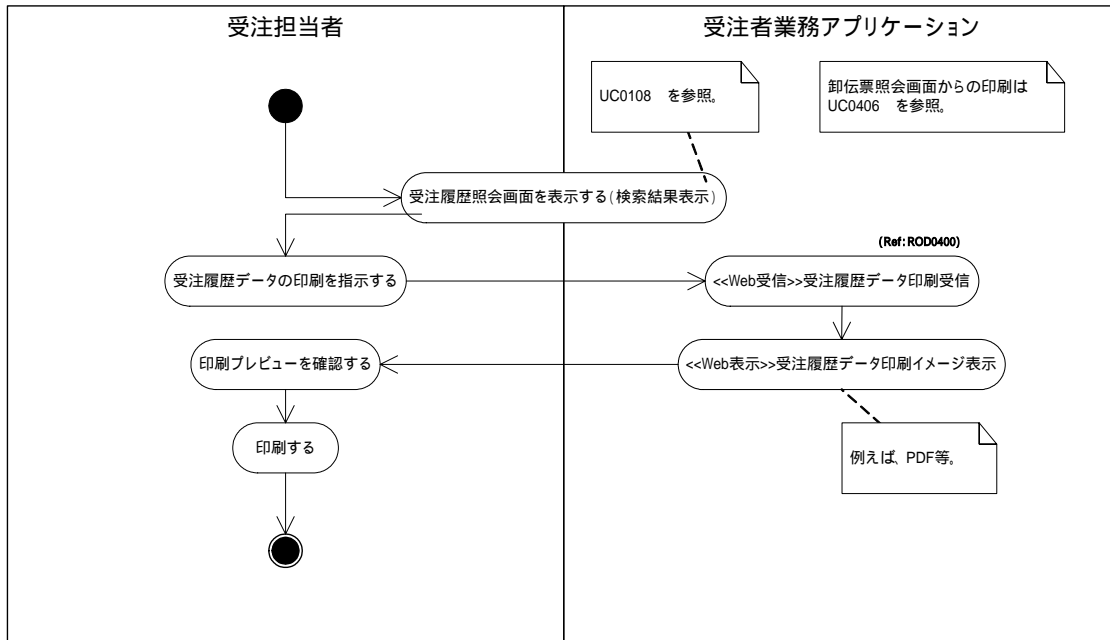 受注担当者
受注者業務アプリケーション
UC0108　を参照。
卸伝票照会画面からの印刷は
UC0406　を参照。
受注履歴照会画面を表示する(検索結果表示)
(Ref:ROD0400)
受注履歴データの印刷を指示する
<<Web受信>>受注履歴データ印刷受信
印刷プレビューを確認する
<<Web表示>>受注履歴データ印刷イメージ表示
印刷する
例えば、PDF等。